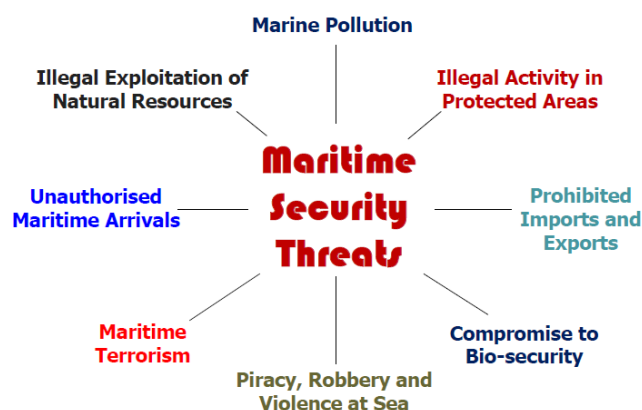 Marine Pollution
Illegal Exploitation of
Natural Resources
Illegal Activity in
Protected Areas
Maritime
Security
Threats
Unauthorised
Maritime Arrivals
Prohibited
Imports and
Exports
Maritime
Terrorism
Compromise to
Bio-security
Piracy, Robbery and
Violence at Sea